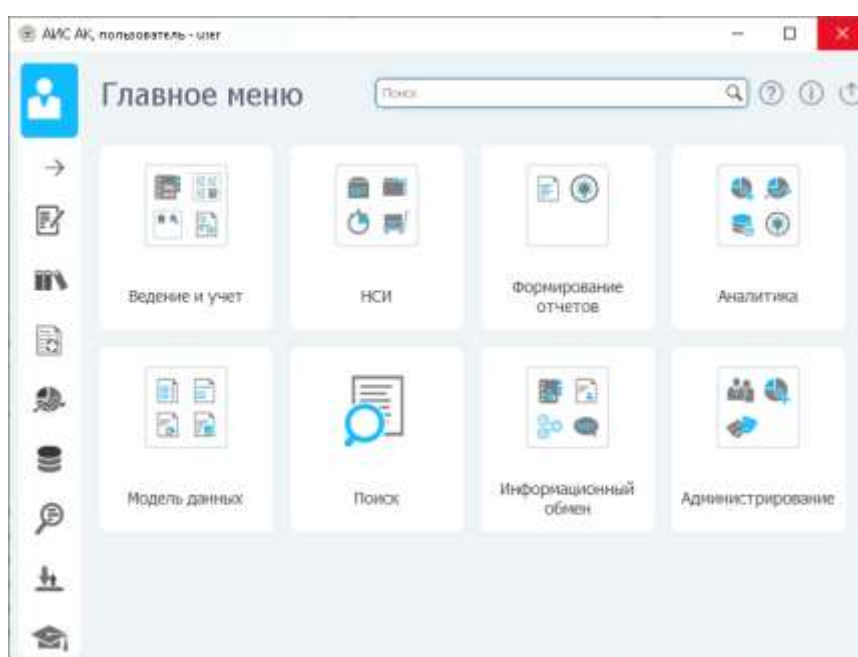 АИС АК, пользователь - user
Главное меню
Поиск
Ведение и учет
НСИ
Формирование
отчетов
Аналитика
Модель данных
Поиск
Информационный
обмен
Администрирование